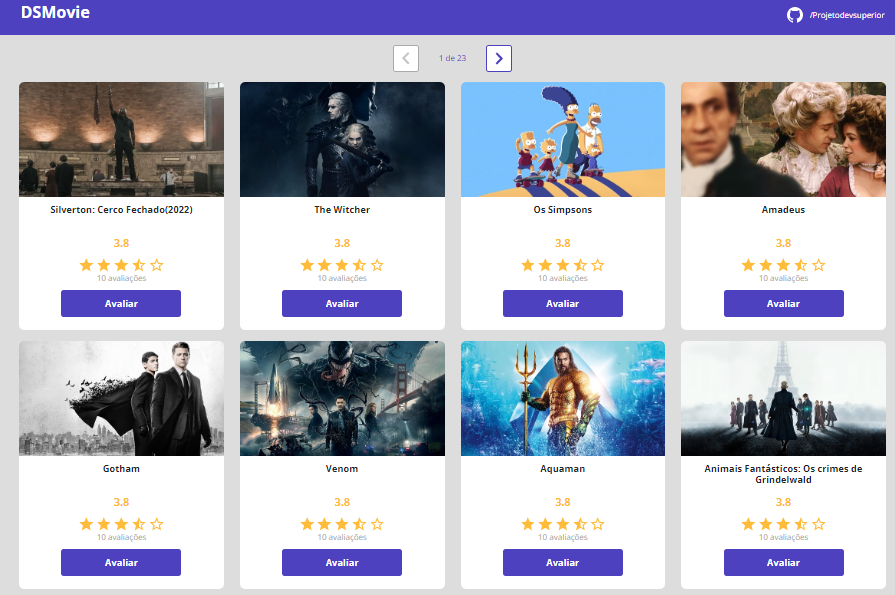 DSMovie
/Projetodevsuperior
1 de 23
Silverton: Cerco Fechado(2022)
3.8
10 avaliações
Avaliar
The Witcher
3.8
10 avaliações
Avaliar
Os Simpsons
3.8
10 avaliações
Avaliar
Amadeus
3.8
10 avaliações
Avaliar
Gotham
3.8
10 avaliações
Avaliar
Venom
3.8
10 avaliações
Avaliar
Aquaman
3.8
10 avaliações
Avaliar
Animais Fantásticos: Os crimes de
Grindelwald
3.8
10 avaliações
Avaliar